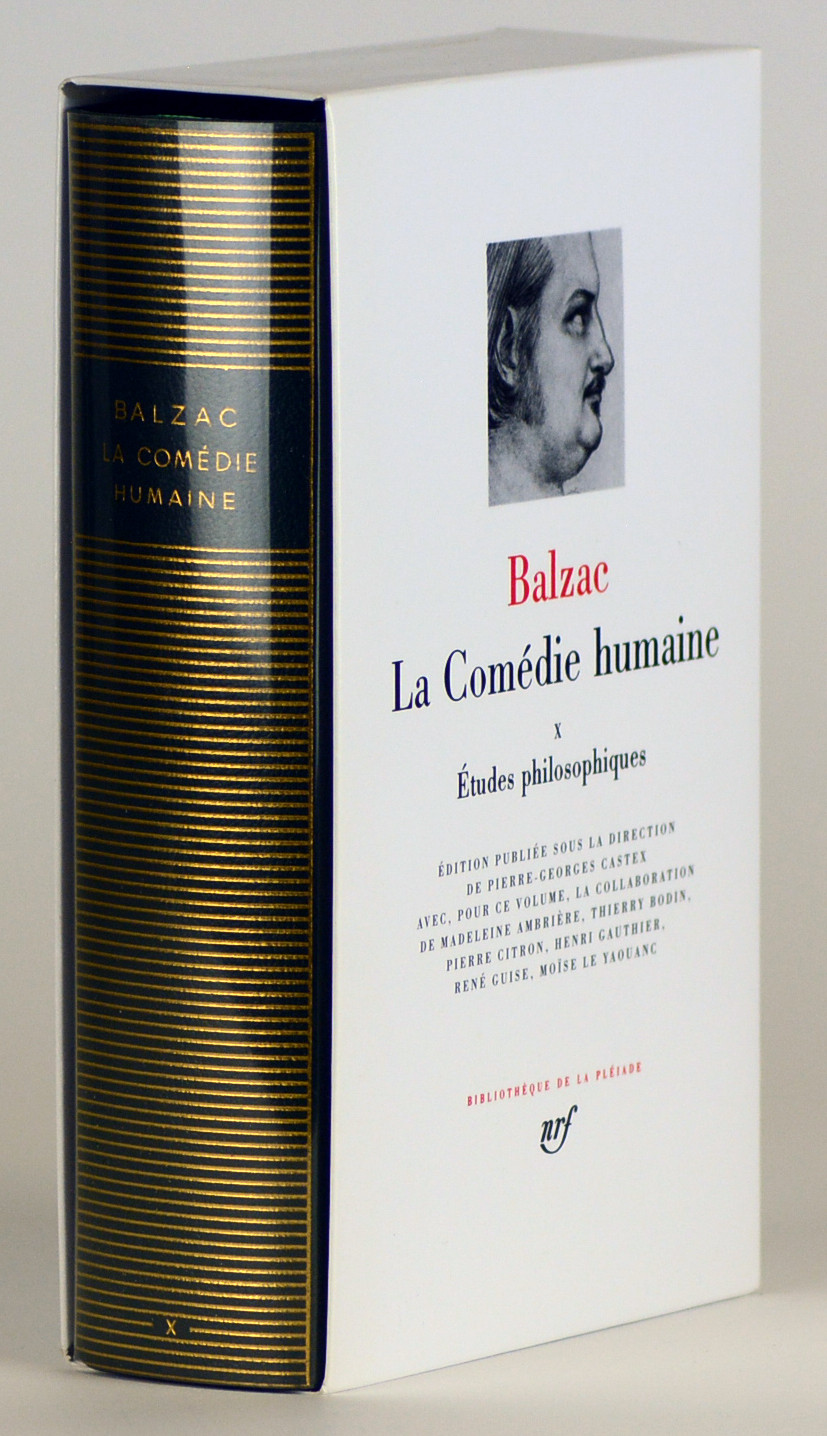 BALZAC
LA COMÉDIE
HUMAINE
X
Balzac
La Comédie humaine
X
Études philosophiques
ÉDITION PUBLIÉE SOUS LA DIRECTION
DE PIERRE-GEORGES CASTEX
AVEC, POUR CE VOLUME, LA COLLABORATION
DE MADELEINE AMBRIÈRE, THIERRY BODIN,
PIERRE CITRON, HENRI GAUTHIER,
RENÉ GUISE, MOÏSE LE YAOUANC
BIBLIOTHÈQUE DE LA PLÉIADE
nrf